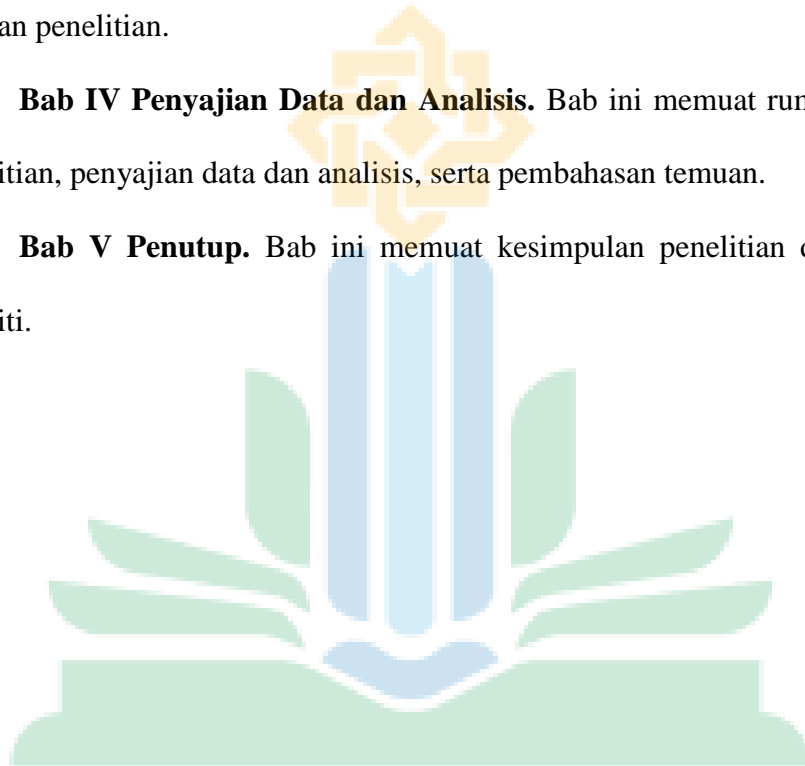 an penelitian.
Bab IV Penyajian Data dan Analisis. Bab ini memuat
itian, penyajian data dan analisis, serta pembahasan temuan.
Bab V Penutup. Bab ini memuat kesimpulan penelitian
iti.